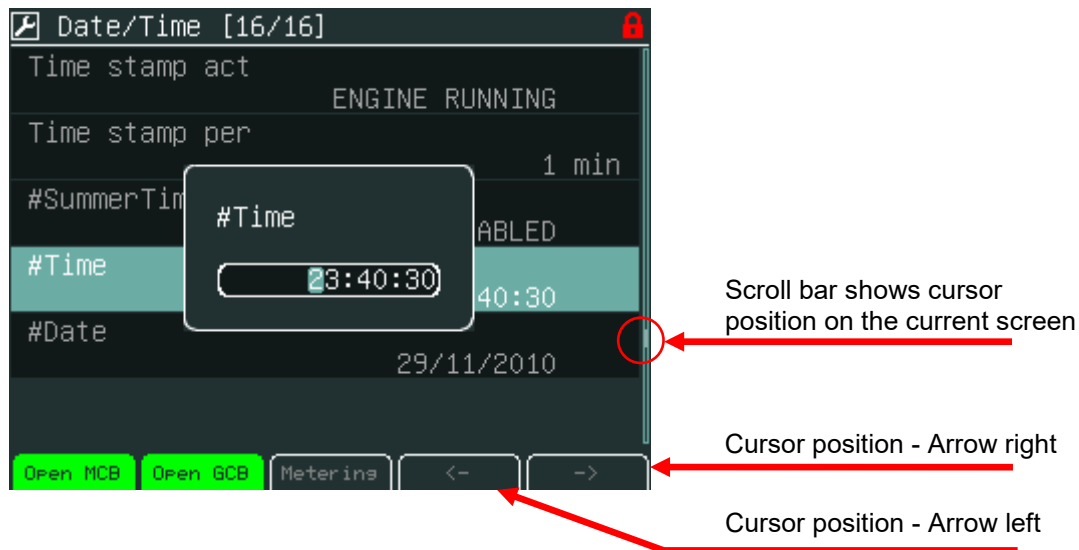 Date/Time [16/16]
Time stamp act
ENGINE RUNNING
Time stamp per
1 min
#SummerTim
ABLED
#Time
23:40:30
#Time
40:30
#Date
29/11/2010
Scroll bar shows cursor
position on the current screen
Cursor position - Arrow right
Open MCB Open GCB Metering <- ->
Cursor position - Arrow left